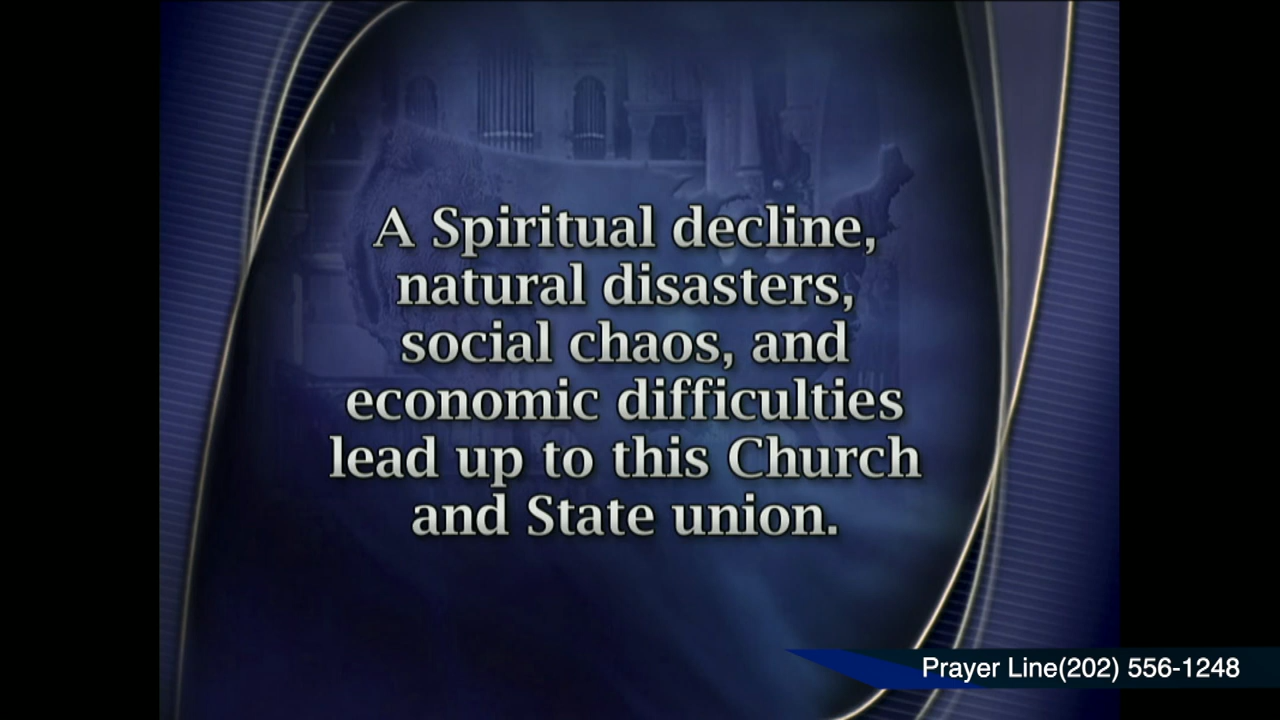 A Spiritual decline,
natural disasters,
social chaos, and
economic difficulties
lead up to this Church
and State union.
Prayer Line(202) 556-1248